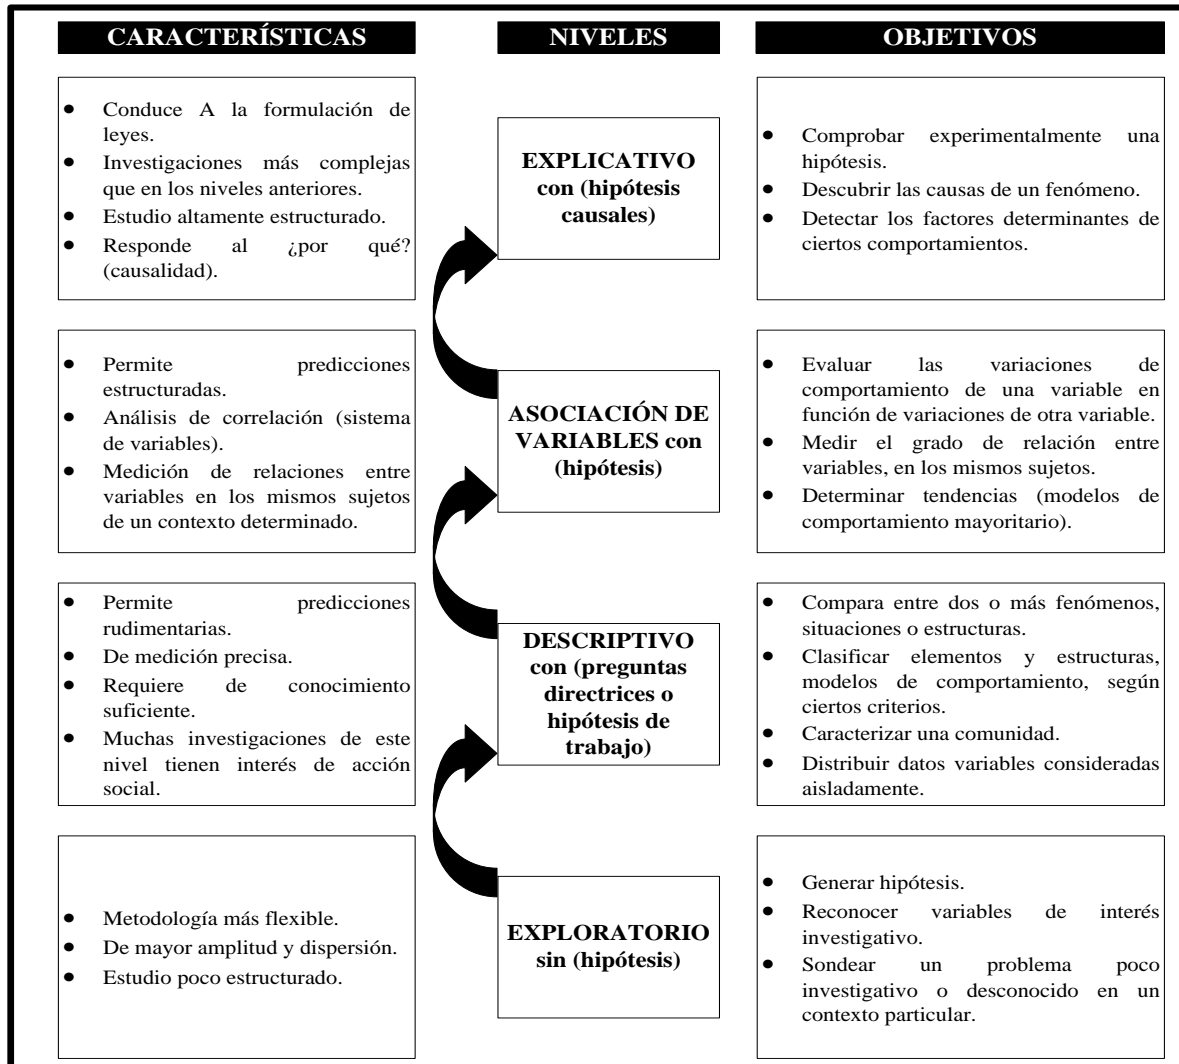 CARACTERÍSTICAS
NIVELES
OBJETIVOS
• Conduce A la formulación de
leyes.
• Investigaciones más complejas
que en los niveles anteriores.
• Estudio altamente estructurado.
• Responde al ¿por qué?
(causalidad).
EXPLICATIVO
con (hipótesis
causales)
• Comprobar experimentalmente una
hipótesis.
• Descubrir las causas de un fenómeno.
• Detectar los factores determinantes de
ciertos comportamientos.
• Permite predicciones
estructuradas.
• Análisis de correlación (sistema
de variables).
• Medición de relaciones entre
variables en los mismos sujetos
de un contexto determinado.
ASOCIACIÓN DE
VARIABLES con
(hipótesis)
• Evaluar las variaciones de
comportamiento de una variable en
función de variaciones de otra variable.
• Medir el grado de relación entre
variables, en los mismos sujetos.
• Determinar tendencias (modelos de
comportamiento mayoritario).
• Permite predicciones
rudimentarias.
• De medición precisa.
• Requiere de conocimiento
suficiente.
• Muchas investigaciones de este
nivel tienen interés de acción
social.
DESCRIPTIVO
con (preguntas
directrices o
hipótesis de
trabajo)
• Compara entre dos o más fenómenos,
situaciones o estructuras.
• Clasificar elementos y estructuras,
modelos de comportamiento, según
ciertos criterios.
• Caracterizar una comunidad.
• Distribuir datos variables consideradas
aisladamente.
• Metodología más flexible.
• De mayor amplitud y dispersión.
• Estudio poco estructurado.
EXPLORATORIO
sin (hipótesis)
• Generar hipótesis.
• Reconocer variables de interés
investigativo.
• Sondear un problema poco
investigativo o desconocido en un
contexto particular.